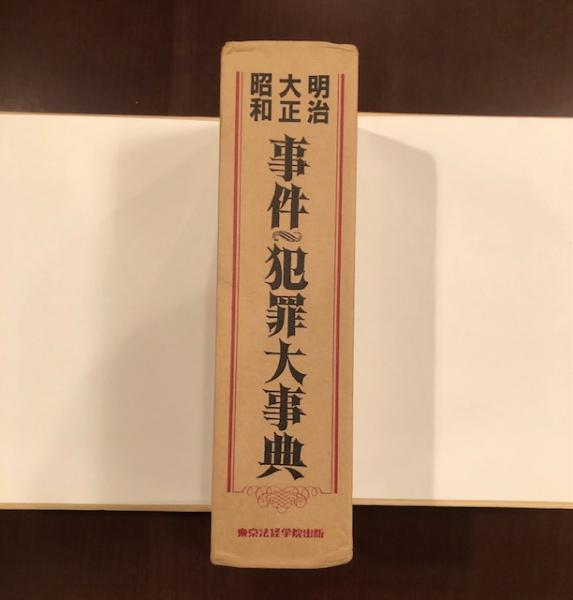 明治
大正
昭和
事件・犯罪大事典
東京法経学院出版